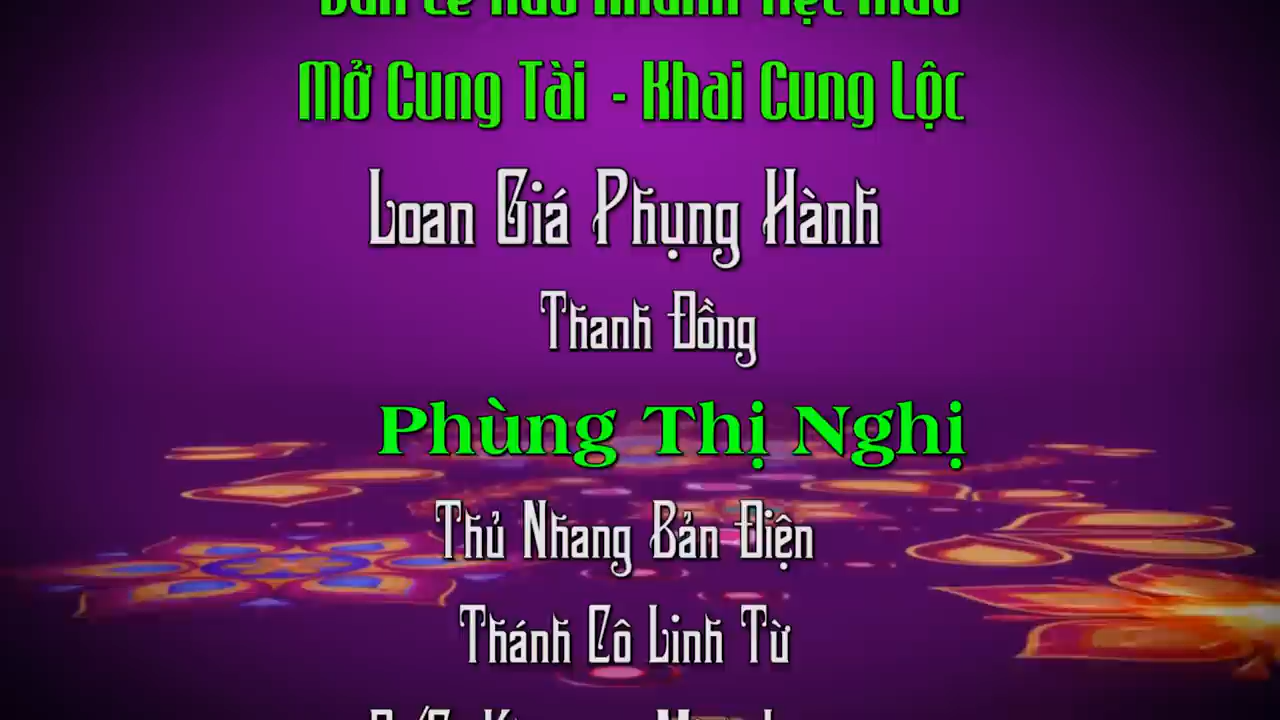 Mở Cung Tài - Khai Cung Lộc
Loan Giá Phụng Hành
Thanh Đồng
Phùng Thị Nghị
Thủ Nhang Bản Điện
Thánh Cô Linh Từ